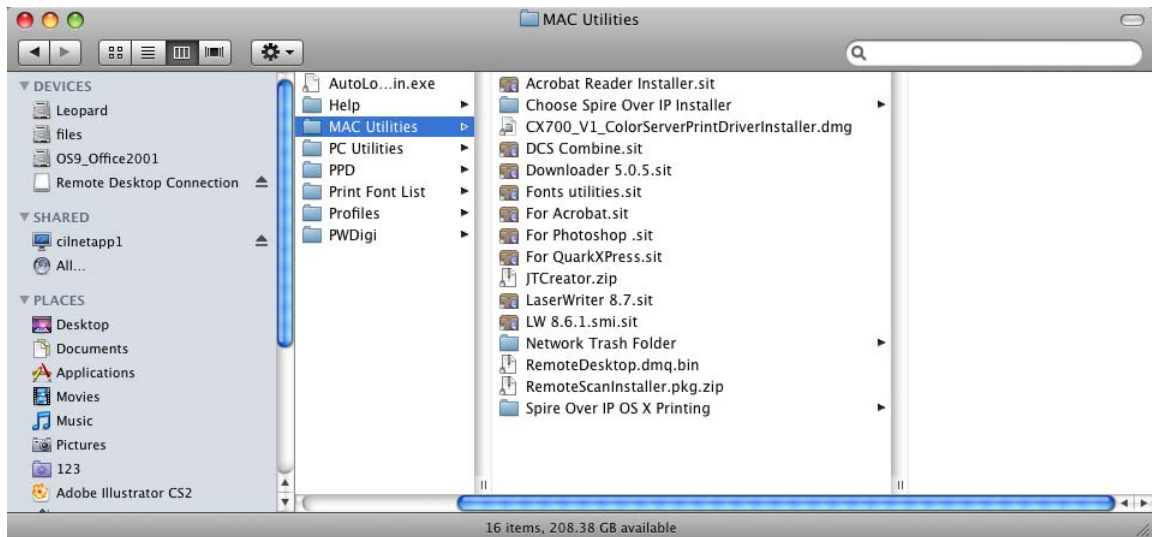 MAC Utilities
DEVICES
Leopard
files
OS9_Office2001
Remote Desktop Connection
SHARED
cilnetapp1
All...
PLACES
Desktop
Documents
Applications
Movies
Music
Pictures
123
Adobe Illustrator CS2
AutoLo...in.exe
Help
MAC Utilities
PC Utilities
PPD
Print Font List
Profiles
PWDigi
Acrobat Reader Installer.sit
Choose Spire Over IP Installer
CX700_V1_ColorServerPrintDriverInstaller.dmg
DCS Combine.sit
Downloader 5.0.5.sit
Fonts utilities.sit
For Acrobat.sit
For Photoshop .sit
For QuarkXPress.sit
JTCreator.zip
LaserWriter 8.7.sit
LW 8.6.1.smi.sit
Network Trash Folder
RemoteDesktop.dmq.bin
RemoteScanInstaller.pkg.zip
Spire Over IP OS X Printing
16 items, 208.38 GB available